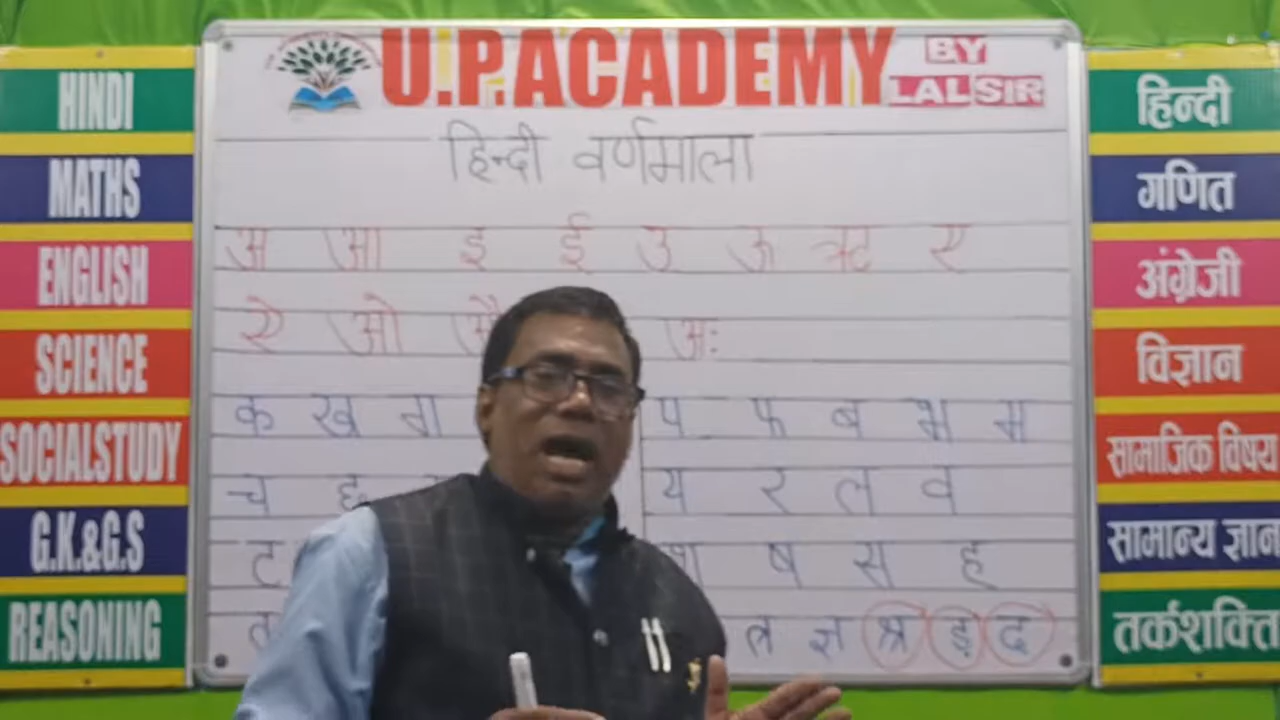 HINDI
MATHS
ENGLISH
SCIENCE
SOCIALSTUDY
G.K.&G.S
REASONING
U.P.ACADEMY BY LAL SIR
हिन्दी वर्णमाला
अ आ इ ई उ ऊ ऋ ए
ऐ ओ औ अः
क ख ग प फ ब भ म
च छ य र ल व
ट श ष स ह
त त्र ज्ञ श्र ड़ ढ़
हिन्दी
गणित
अंग्रेजी
विज्ञान
सामाजिक विषय
सामान्य ज्ञान
तर्कशक्ति